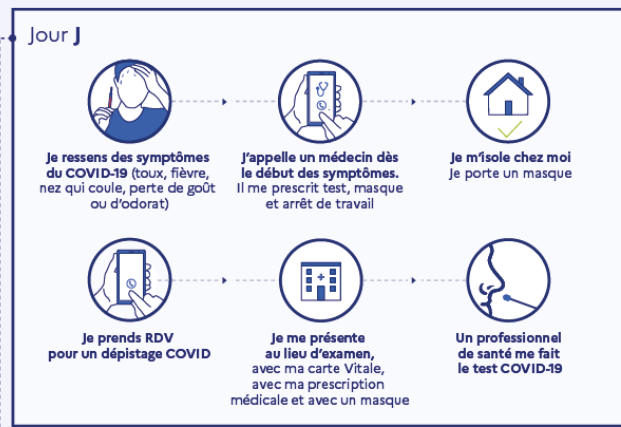 Jour J
Je ressens des symptômes
du COVID-19 (toux, fièvre,
nez qui coule, perte de goût
ou d'odorat)
J'appelle un médecin dès
le début des symptômes.
Il me prescrit test, masque
et arrêt de travail
Je m'isole chez moi
Je porte un masque
Je prends RDV
pour un dépistage COVID
Je me présente
au lieu d'examen,
avec ma carte Vitale,
avec ma prescription
médicale et avec un masque
Un professionnel
de santé me fait
le test COVID-19